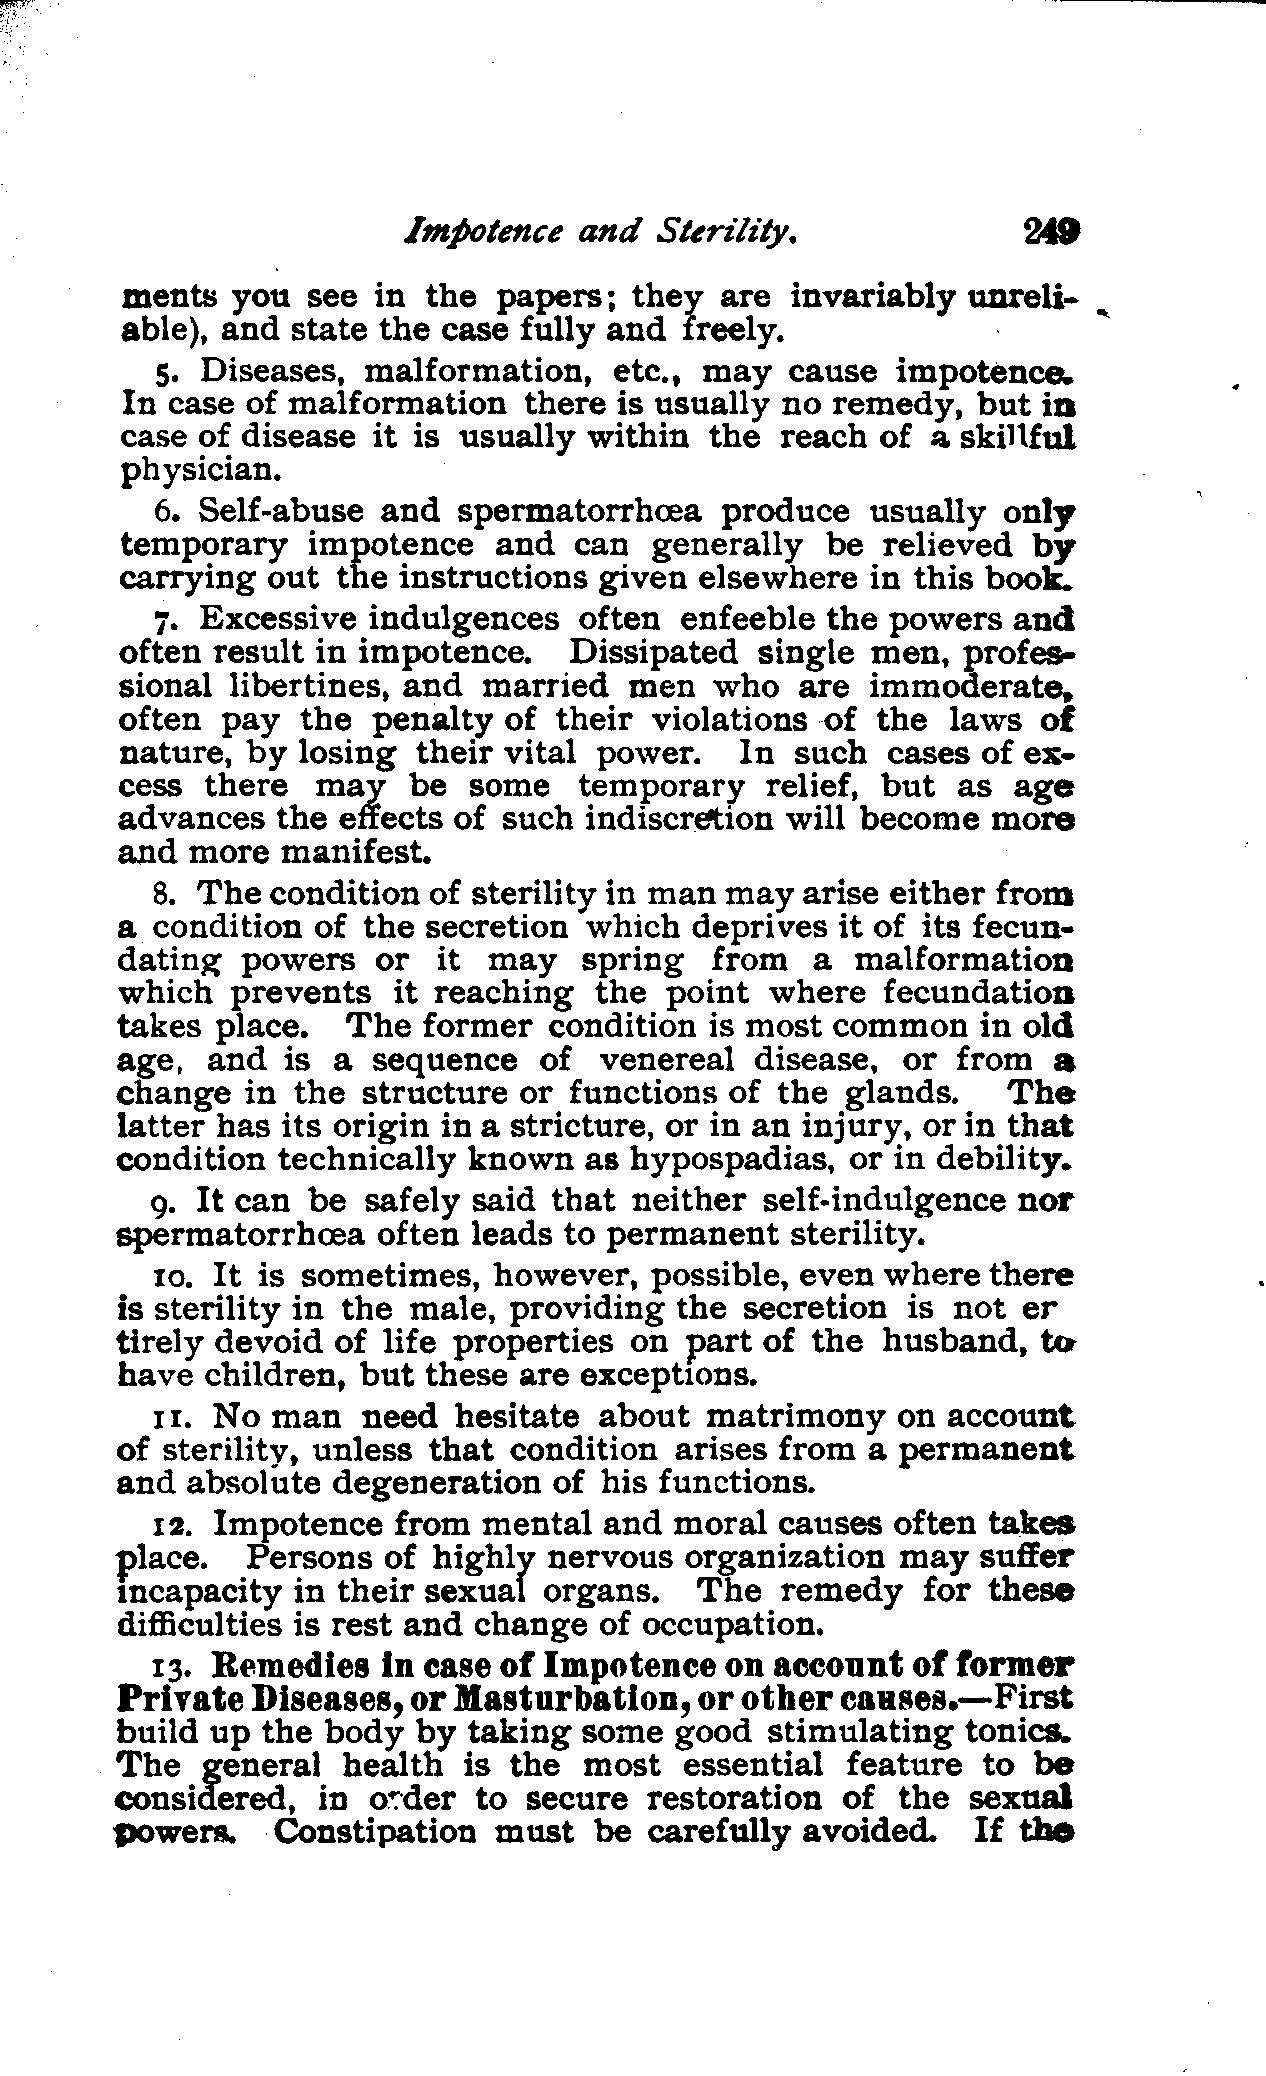 Impotence and Sterility. 249
ments you see in the papers; they are invariably unreli-
able), and state the case fully and freely.
5. Diseases, malformation, etc., may cause impotence.
In case of malformation there is usually no remedy, but in
case of disease it is usually within the reach of a skillful
physician.
6. Self-abuse and spermatorrhœa produce usually only
temporary impotence and can generally be relieved by
carrying out the instructions given elsewhere in this book.
7. Excessive indulgences often enfeeble the powers and
often result in impotence. Dissipated single men, profes-
sional libertines, and married men who are immoderate,
often pay the penalty of their violations of the laws of
nature, by losing their vital power. In such cases of ex-
cess there may be some temporary relief, but as age
advances the effects of such indiscretion will become more
and more manifest.
8. The condition of sterility in man may arise either from
a condition of the secretion which deprives it of its fecun-
dating powers or it may spring from a malformation
which prevents it reaching the point where fecundation
takes place. The former condition is most common in old
age, and is a sequence of venereal disease, or from a
change in the structure or functions of the glands. The
latter has its origin in a stricture, or in an injury, or in that
condition technically known as hypospadias, or in debility.
9. It can be safely said that neither self-indulgence nor
spermatorrhœa often leads to permanent sterility.
10. It is sometimes, however, possible, even where there
is sterility in the male, providing the secretion is not er
tirely devoid of life properties on part of the husband, to
have children, but these are exceptions.
11. No man need hesitate about matrimony on account
of sterility, unless that condition arises from a permanent
and absolute degeneration of his functions.
12. Impotence from mental and moral causes often takes
place. Persons of highly nervous organization may suffer
incapacity in their sexual organs. The remedy for these
difficulties is rest and change of occupation.
13. Remedies in case of Impotence on account of former
Private Diseases, or Masturbation, or other causes.—First
build up the body by taking some good stimulating tonics.
The general health is the most essential feature to be
considered, in order to secure restoration of the sexual
powers. Constipation must be carefully avoided. If the